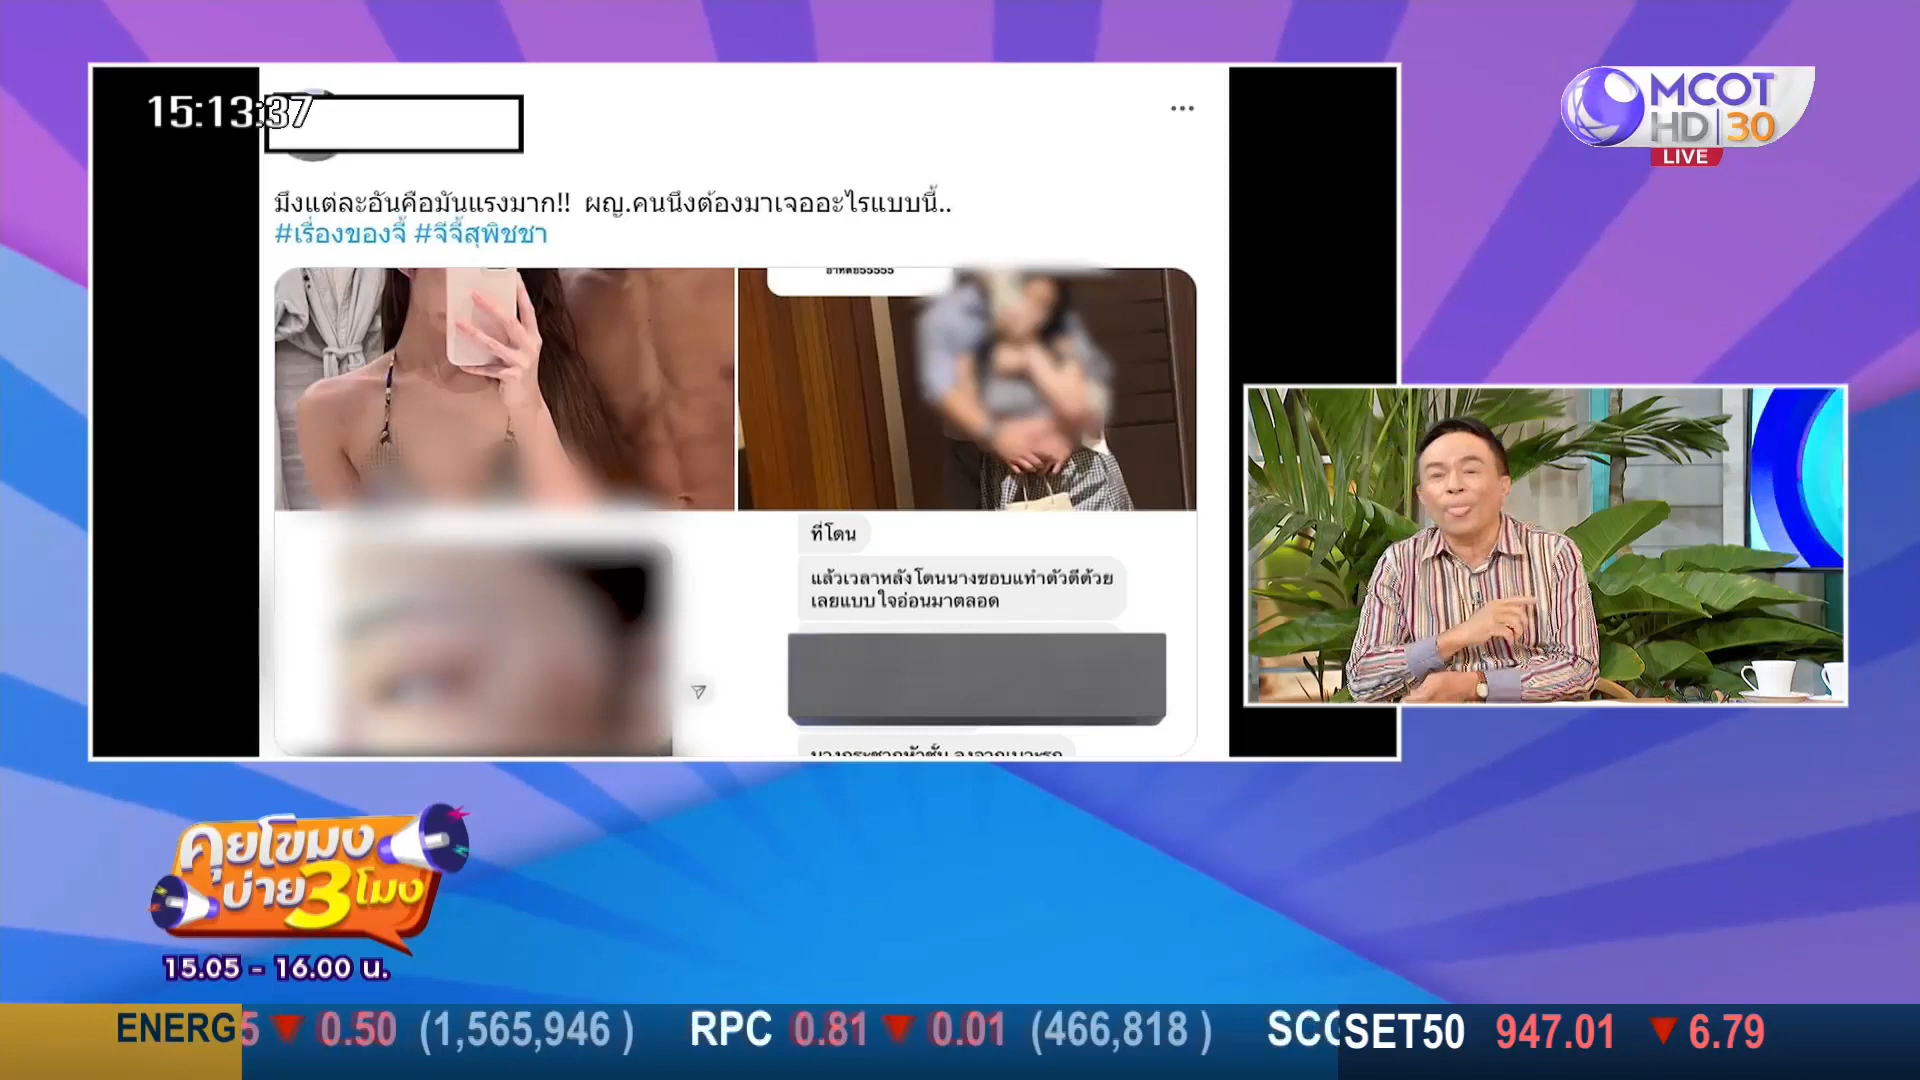 15:13:37
MCOT
HD 30
LIVE
มึงแต่ละอันคือมันแรงมาก!! ผญ.คนนึงต้องมาเจออะไรแบบนี้..
#เรื่องของจี้ #จีจี้สุพิชชา
ที่โดน
แล้วเวลาหลังโดนนางชอบแทำตัวดีด้วย
เลยแบบใจอ่อนมาตลอด
คุยโขมง
บ่าย 3 โมง
15.05 - 16.00 น.
ENERG 5 ▼ 0.50 (1,565,946 ) RPC 0.81 ▼ 0.01 (466,818 ) SCG SET50 947.01 ▼ 6.79